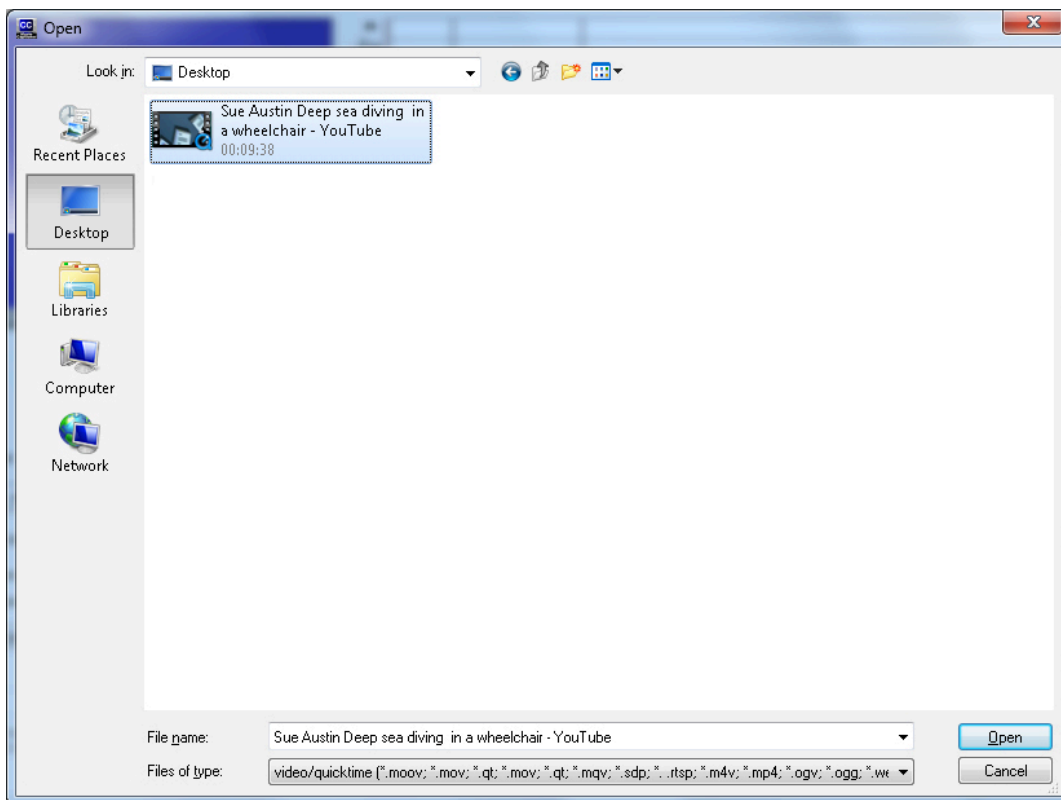 CC
Open
X
Look in:
Desktop
Recent Places
Desktop
Libraries
Computer
Network
Sue Austin Deep sea diving  in
a wheelchair - YouTube
00:09:38
File name:
Sue Austin Deep sea diving  in a wheelchair - YouTube
Open
Files of type:
video/quicktime (*.moov; *.mov; *.qt; *.mov; *.qt; *.mqv; *.sdp; *. .rtsp; *.m4v; *.mp4; *.ogv; *.ogg; *.we
Cancel